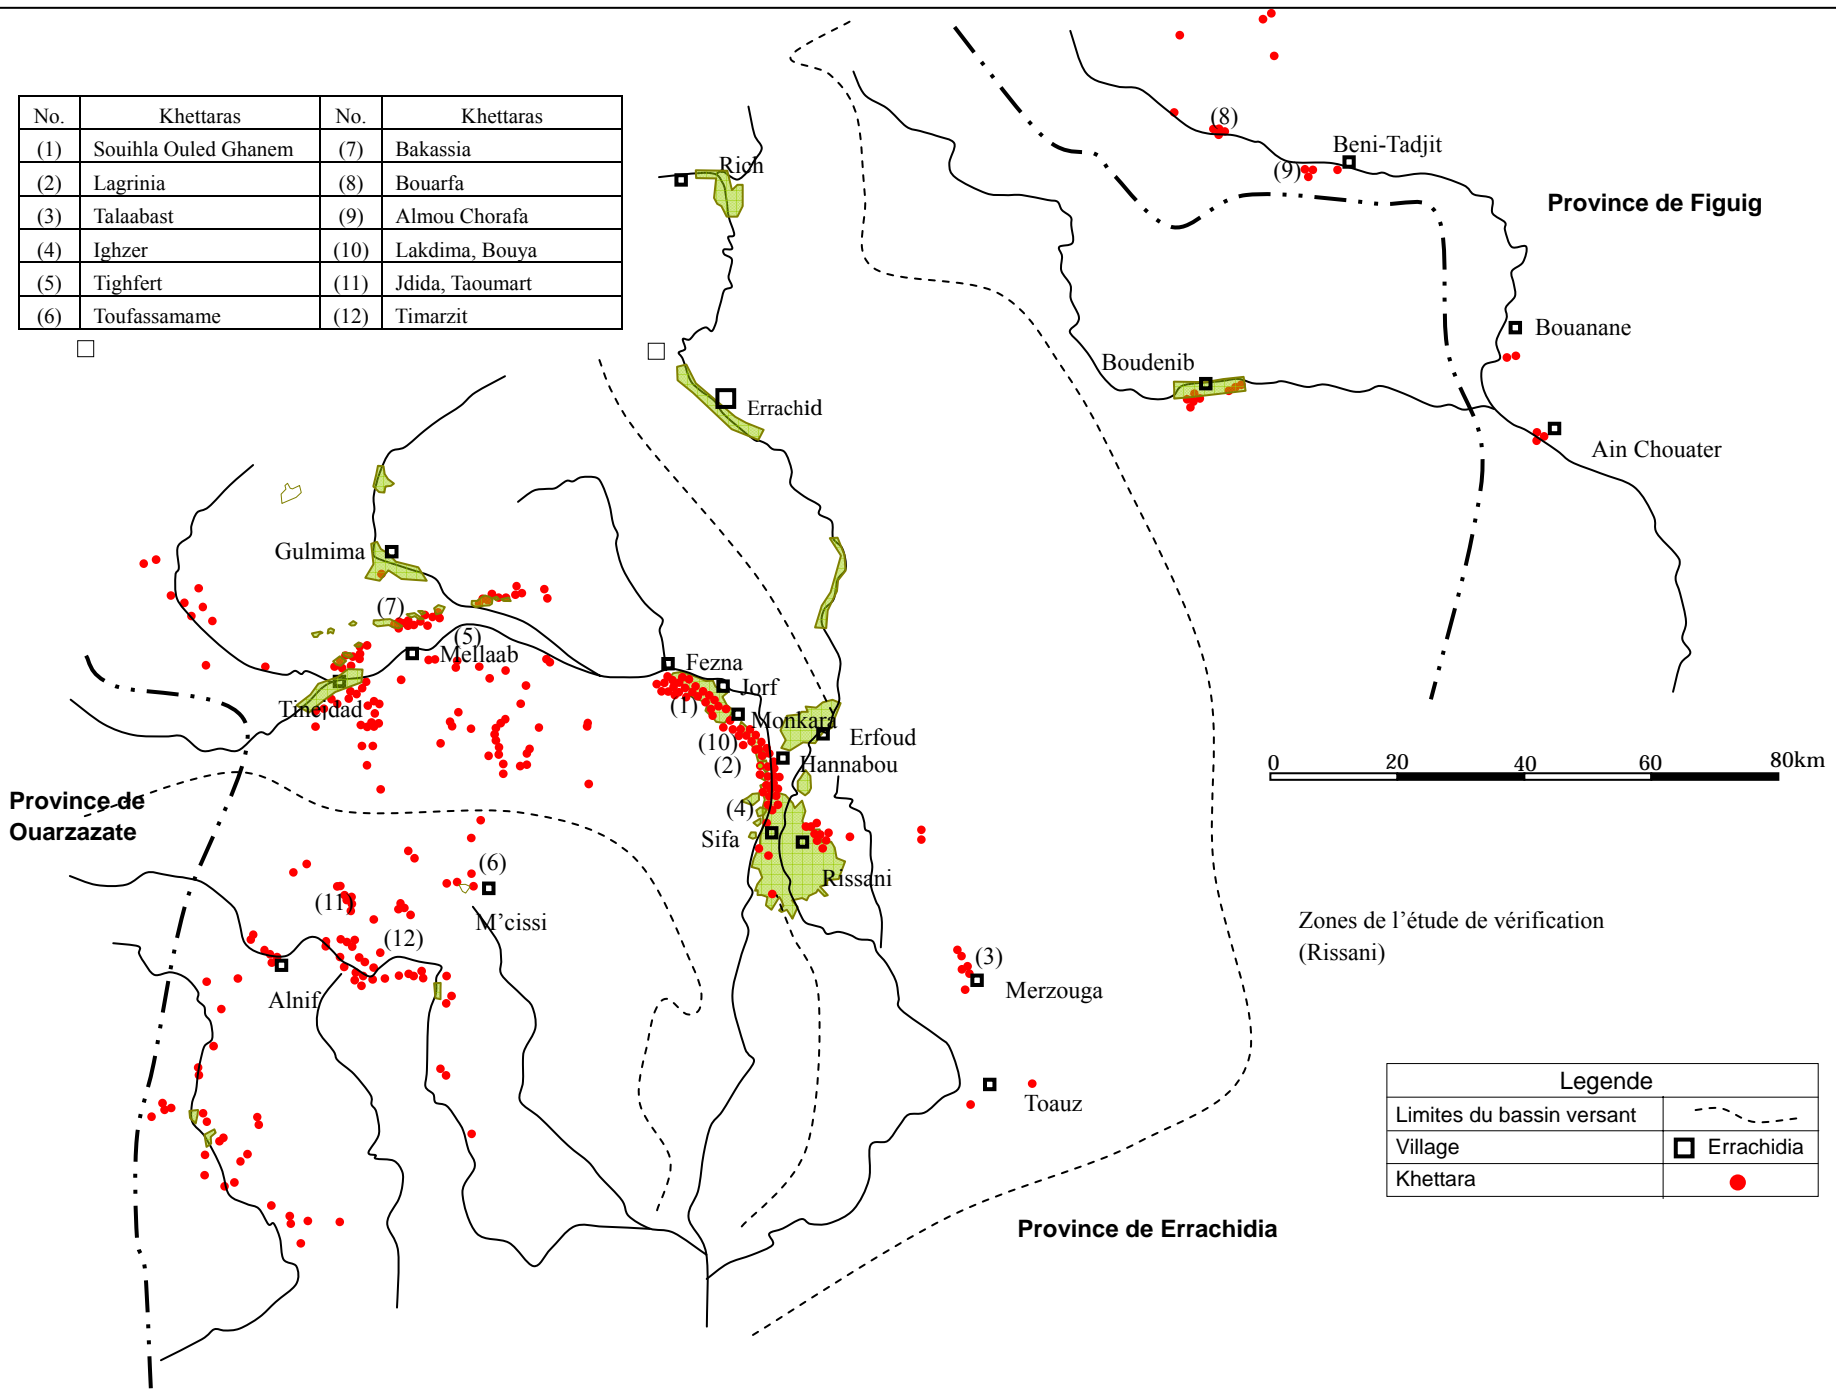 No. Khettaras No. Khettaras
(1) Souihla Ouled Ghanem (7) Bakassia
(2) Lagrinia (8) Bouarfa
(3) Talaabast (9) Almou Chorafa
(4) Ighzer (10) Lakdima, Bouya
(5) Tighfert (11) Jdida, Taoumart
(6) Toufassamame (12) Timarzit
(8)
Beni-Tadjit
Rich
(9)
Province de Figuig
Bouanane
Boudenib
Errachid
Ain Chouater
Gulmima
(7)
(5)
Mellaab
Fezna
Jorf
Tinejdad
(1)
Monkara
(10)
Erfoud
(2)
Hannabou
0 20 40 60 80km
Province de
Ouarzazate
(4)
Sifa
(6)
Rissani
(11)
M'cissi
Zones de l'étude de vérification
(Rissani)
(12)
(3)
Merzouga
Alnif
Toauz
Legende
Limites du bassin versant
Village Errachidia
Khettara
Province de Errachidia